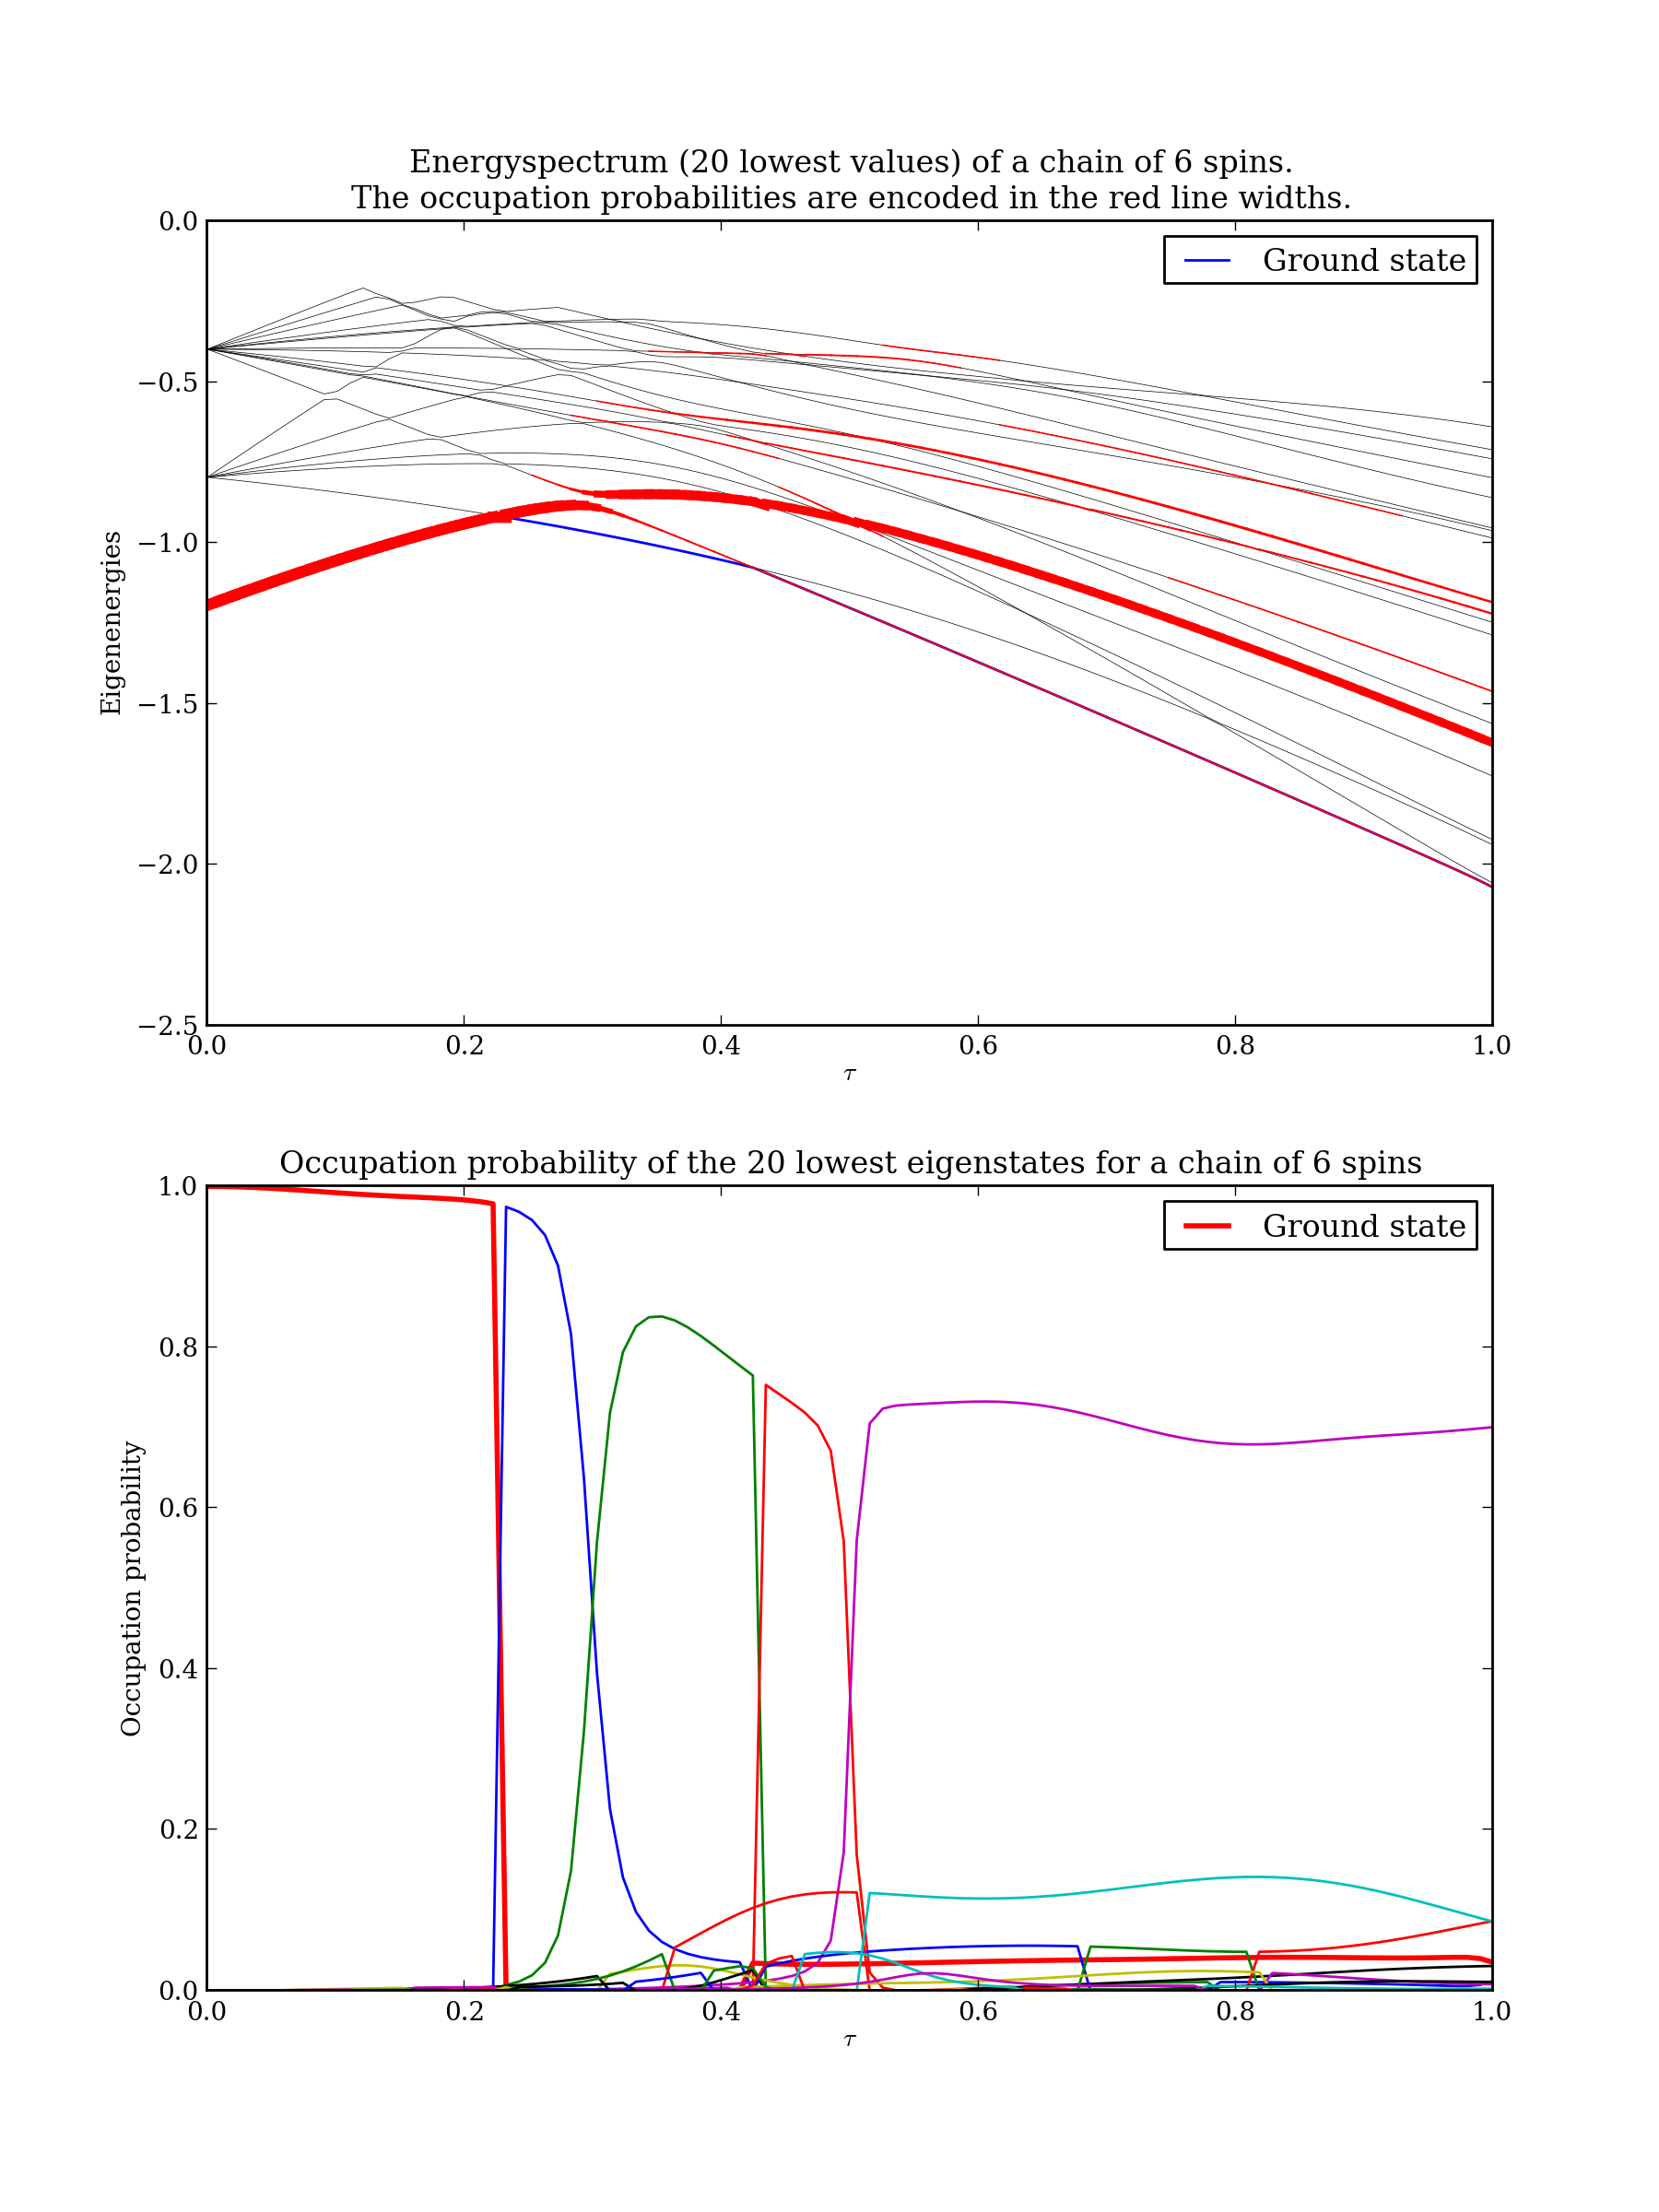 Energyspectrum (20 lowest values) of a chain of 6 spins.
The occupation probabilities are encoded in the red line widths.
Ground state
0.0
−0.5
−1.0
−1.5
−2.0
−2.5
Eigenenergies
0.0 0.2 0.4 0.6 0.8 1.0
τ
Occupation probability of the 20 lowest eigenstates for a chain of 6 spins
Ground state
1.0
0.8
0.6
0.4
0.2
0.0
Occupation probability
0.0 0.2 0.4 0.6 0.8 1.0
τ